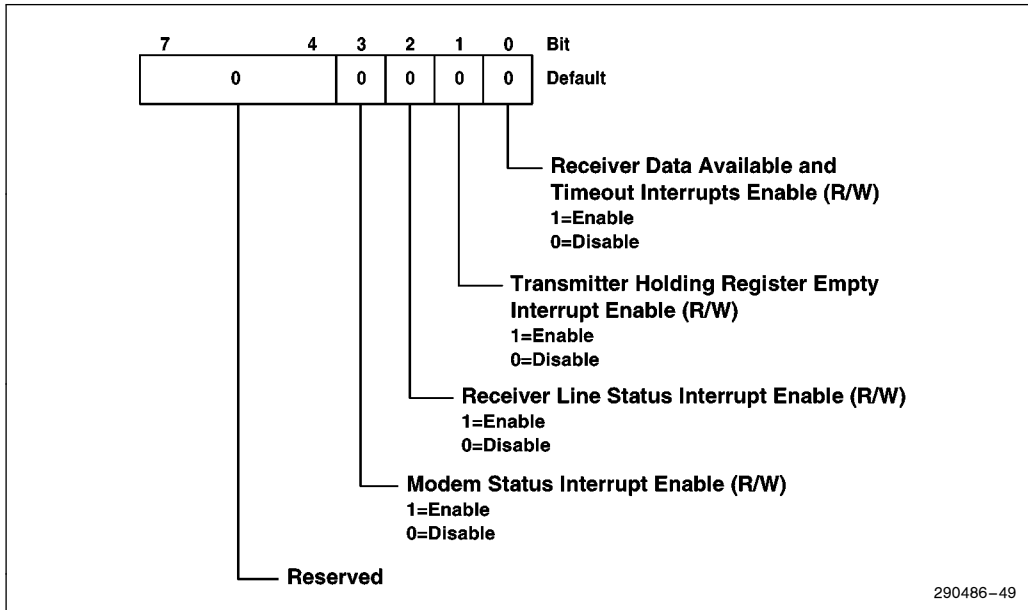 7 4 3 2 1 0 Bit
0 0 0 0 0 Default
Receiver Data Available and
Timeout Interrupts Enable (R/W)
1=Enable
0=Disable
Transmitter Holding Register Empty
Interrupt Enable (R/W)
1=Enable
0=Disable
Receiver Line Status Interrupt Enable (R/W)
1=Enable
0=Disable
Modem Status Interrupt Enable (R/W)
1=Enable
0=Disable
Reserved
290486–49